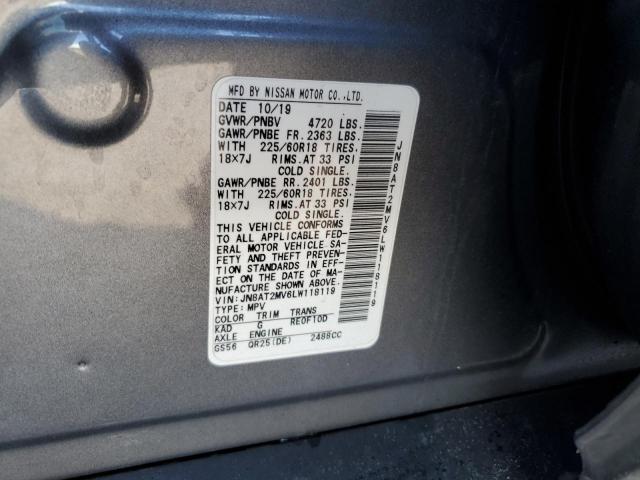 MFD BY NISSAN MOTOR CO.,LTD.
DATE 10/19
GVWR/PNBV 4720 LBS.
GAWR/PNBE FR. 2363 LBS.
WITH 225/60R18 TIRES.
18×7J RIMS.AT 33 PSI
COLD SINGLE.
GAWR/PNBE RR. 2401 LBS.
WITH 225/60R18 TIRES.
18×7J RIMS.AT 33 PSI
COLD SINGLE.
THIS VEHICLE CONFORMS
TO ALL APPLICABLE FED-
ERAL MOTOR VEHICLE SA-
FETY AND THEFT PREVEN-
TION STANDARDS IN EFF-
ECT ON THE DATE OF MA-
NUFACTURE SHOWN ABOVE.
VIN: JN8AT2MV6LW118119
TYPE: MPV
COLOR TRIM TRANS
KAD G RE0F10D
AXLE ENGINE
GS56 QR25(DE) 2488CC
JN8AT2MV6LW118119